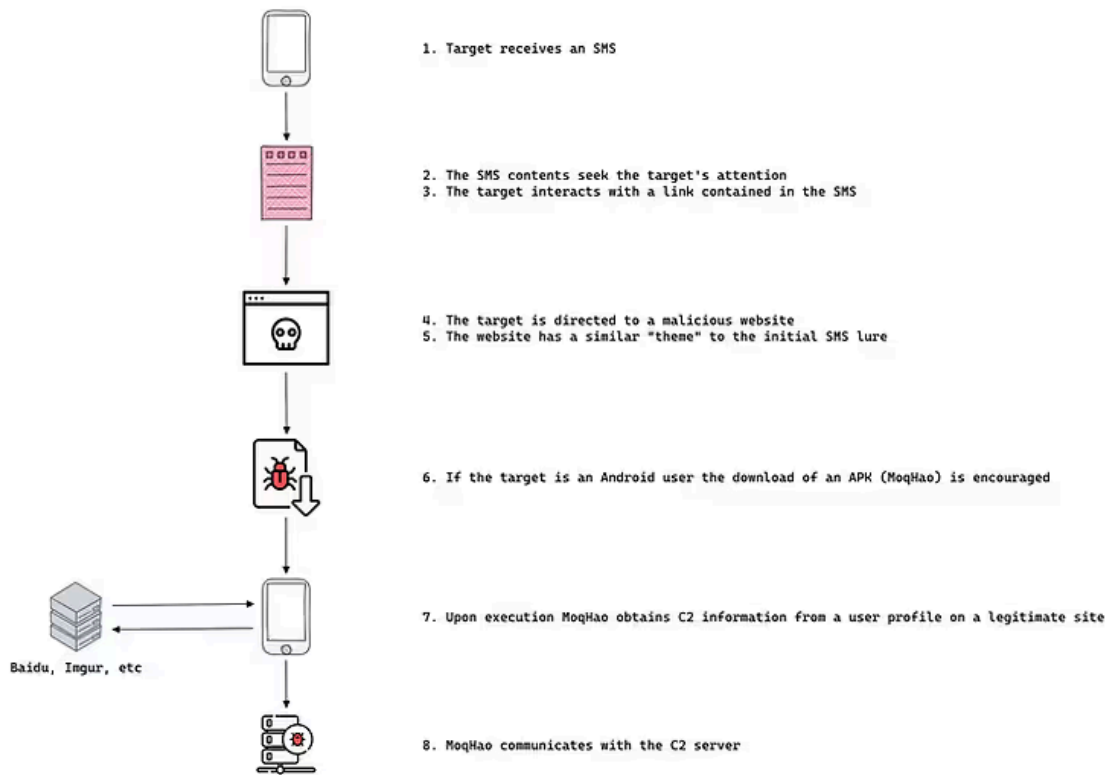 1. Target receives an SMS
2. The SMS contents seek the target's attention
3. The target interacts with a link contained in the SMS
4. The target is directed to a malicious website
5. The website has a similar "theme" to the initial SMS lure
6. If the target is an Android user the download of an APK (MoqHao) is encouraged
7. Upon execution MoqHao obtains C2 information from a user profile on a legitimate site
Baidu, Imgur, etc
8. MoqHao communicates with the C2 server